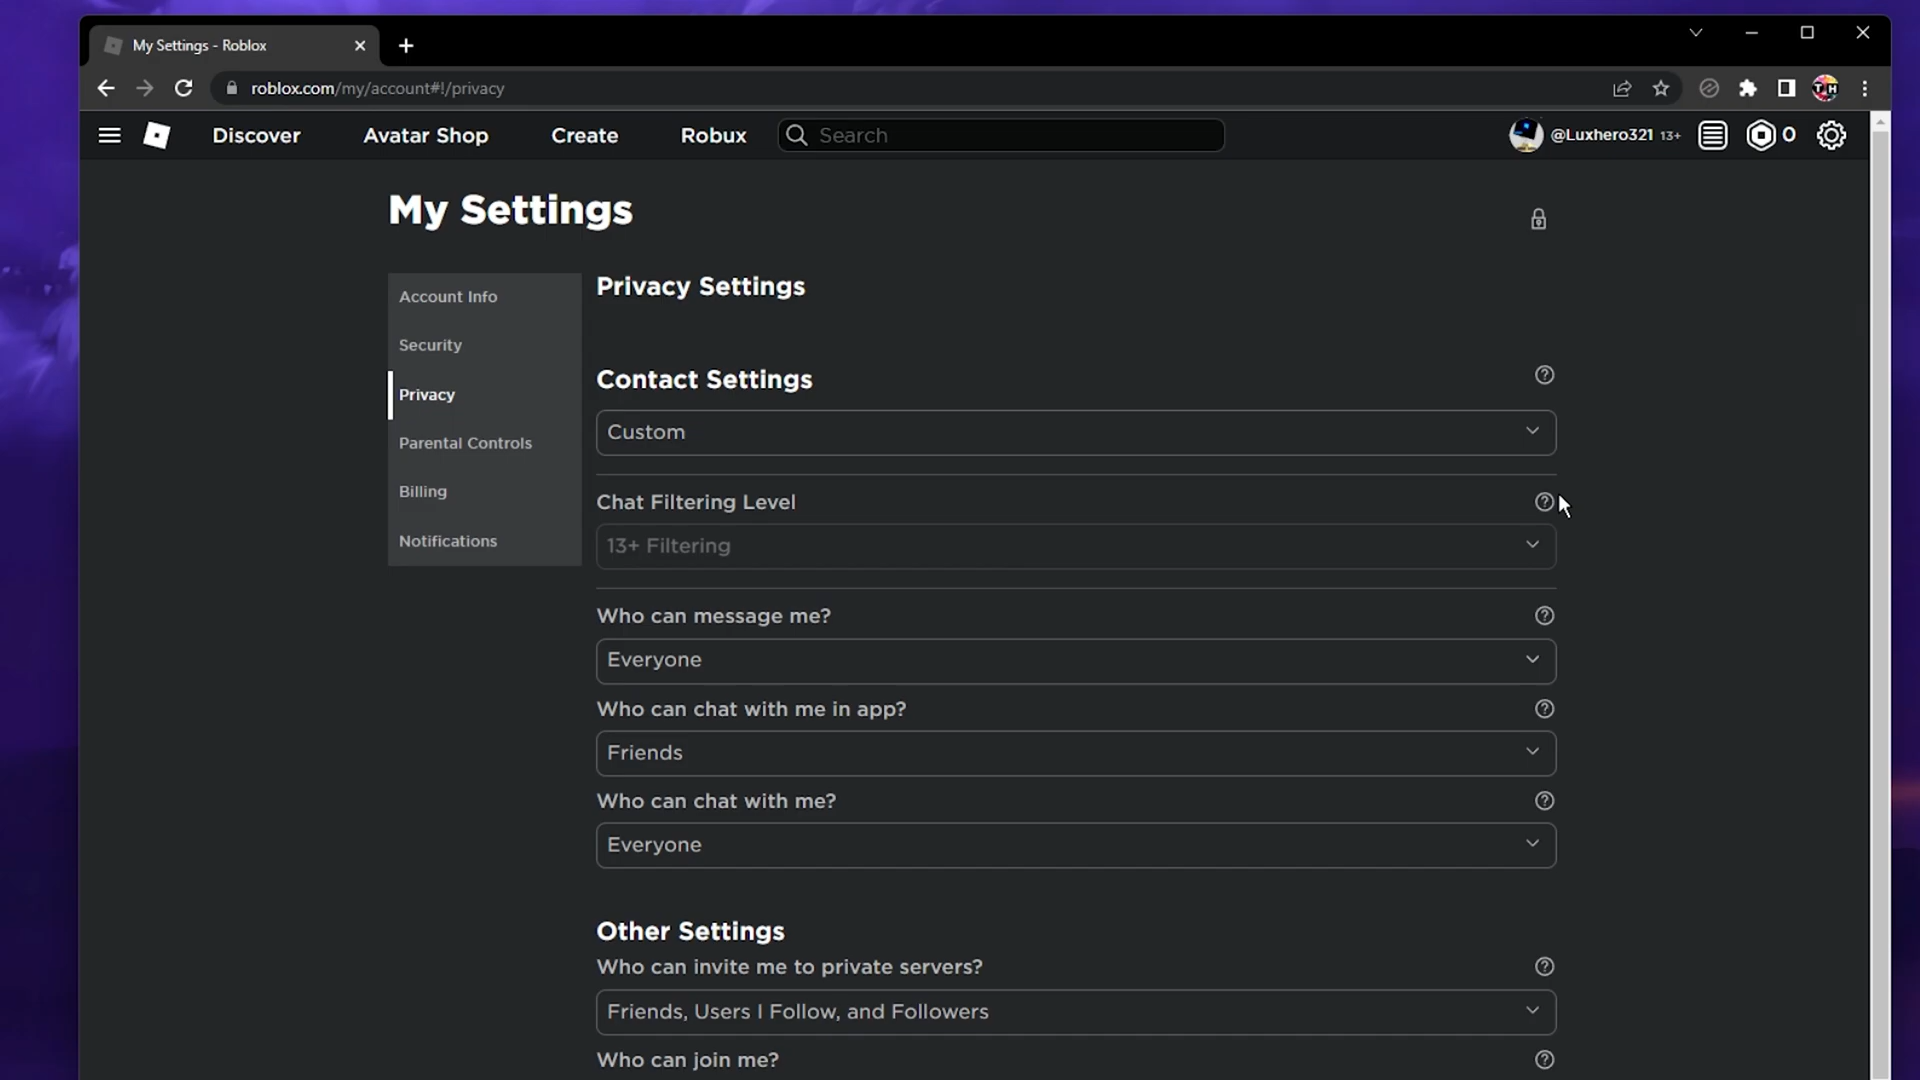 My Settings - Roblox
roblox.com/my/account#!/privacy
TH
Discover Avatar Shop Create Robux Search @Luxhero321 13+ 0
My Settings
Account Info
Security
Privacy
Parental Controls
Billing
Notifications
Privacy Settings
Contact Settings
Custom
Chat Filtering Level
13+ Filtering
Who can message me?
Everyone
Who can chat with me in app?
Friends
Who can chat with me?
Everyone
Other Settings
Who can invite me to private servers?
Friends, Users I Follow, and Followers
Who can join me?